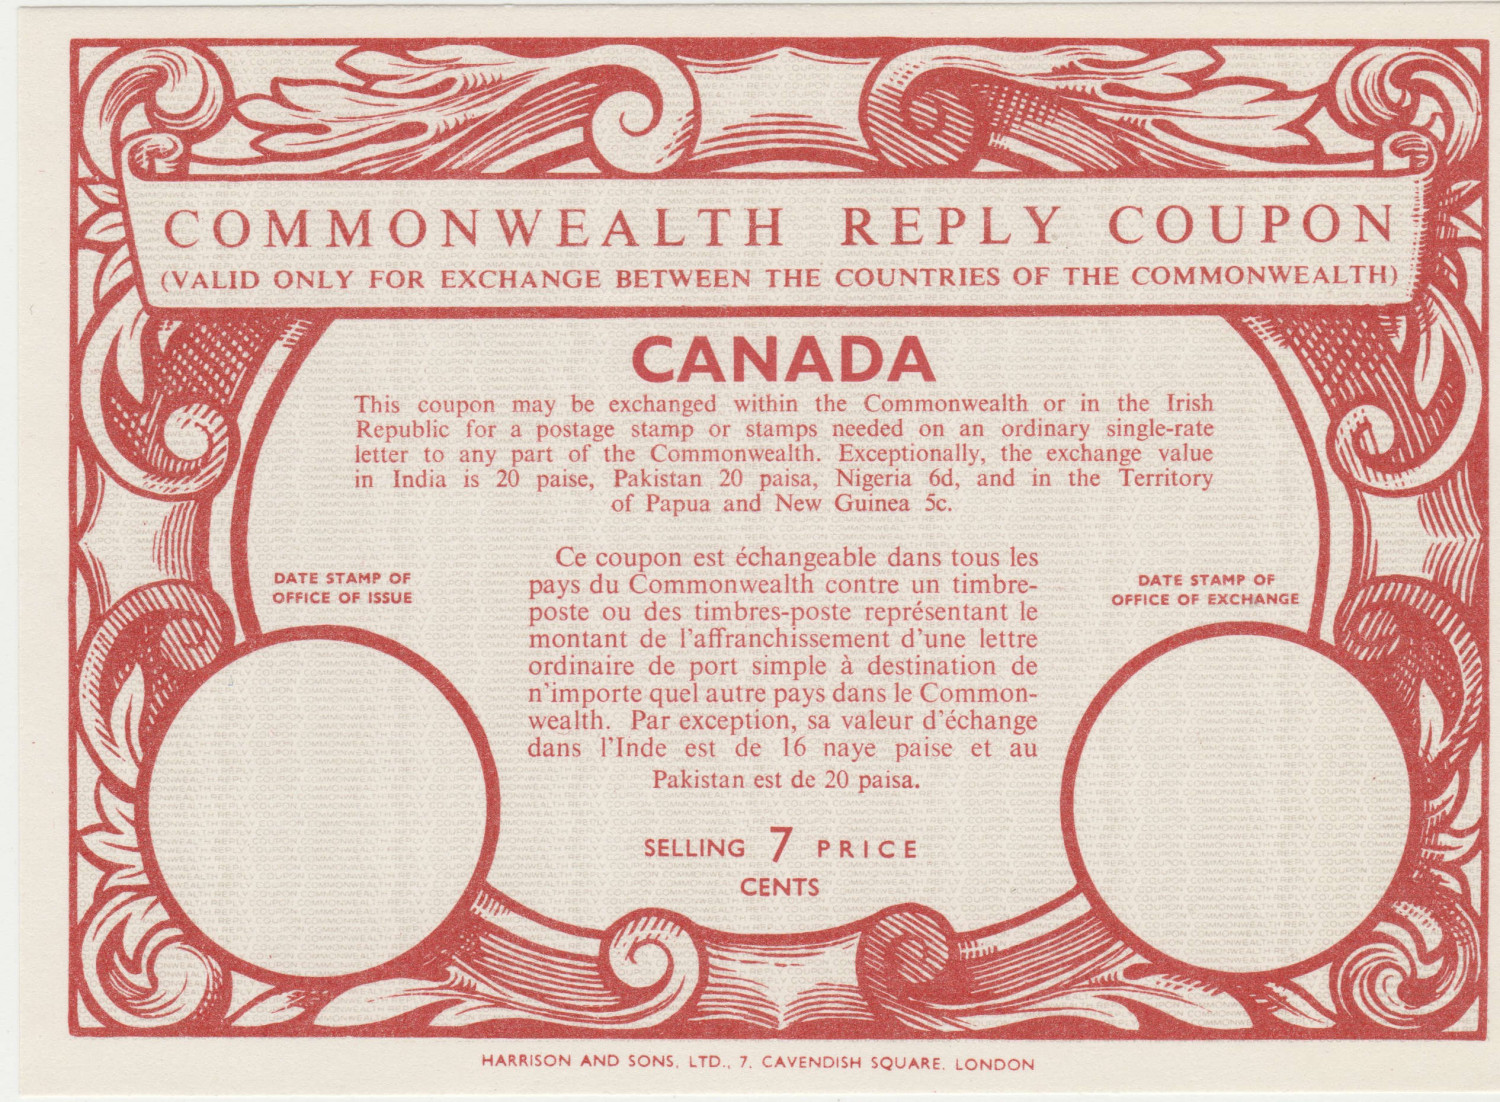 COMMONWEALTH REPLY COUPON
(VALID ONLY FOR EXCHANGE BETWEEN THE COUNTRIES OF THE COMMONWEALTH)
CANADA
This coupon may be exchanged within the Commonwealth or in the Irish
Republic for a postage stamp or stamps needed on an ordinary single-rate
letter to any part of the Commonwealth. Exceptionally, the exchange value
in India is 20 paise, Pakistan 20 paisa, Nigeria 6d, and in the Territory
of Papua and New Guinea 5c.
DATE STAMP OF
OFFICE OF ISSUE
Ce coupon est échangeable dans tous les
pays du Commonwealth contre un timbre-
poste ou des timbres-poste représentant le
montant de l'affranchissement d'une lettre
ordinaire de port simple à destination de
n'importe quel autre pays dans le Common-
wealth. Par exception, sa valeur d'échange
dans l'Inde est de 16 naye paise et au
Pakistan est de 20 paisa.
DATE STAMP OF
OFFICE OF EXCHANGE
SELLING 7 PRICE
CENTS
HARRISON AND SONS, LTD., 7, CAVENDISH SQUARE, LONDON